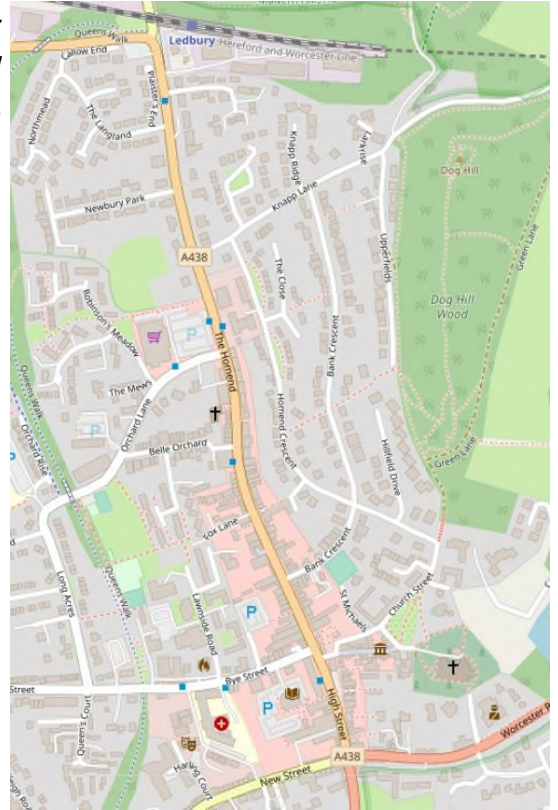 Queens Walk
Ledbury
Hereford and Worcester Line
Callow End
Plaister's End
Northmead
The Langland
Knapp Ridge
Larkrise
Dog Hill
Newbury Park
Knapp Lane
Green Lane
Upperfields
A438
The Close
Dog Hill
Wood
Robinson's Meadow
P
The Homend
Bank Crescent
Queens Walk
The Mews
Orchard Lane
Homend Crescent
Orchard Rise
P
Belle Orchard
Hillfield Drive
Green Lane
Fox Lane
Bank Crescent
Long Acres
Queens Walk
Lawnside Road
P
St Michaels
Church Street
Bye Street
Street
Queen's Court
P
High Street
Worcester R
Harling Court
New Street
A438